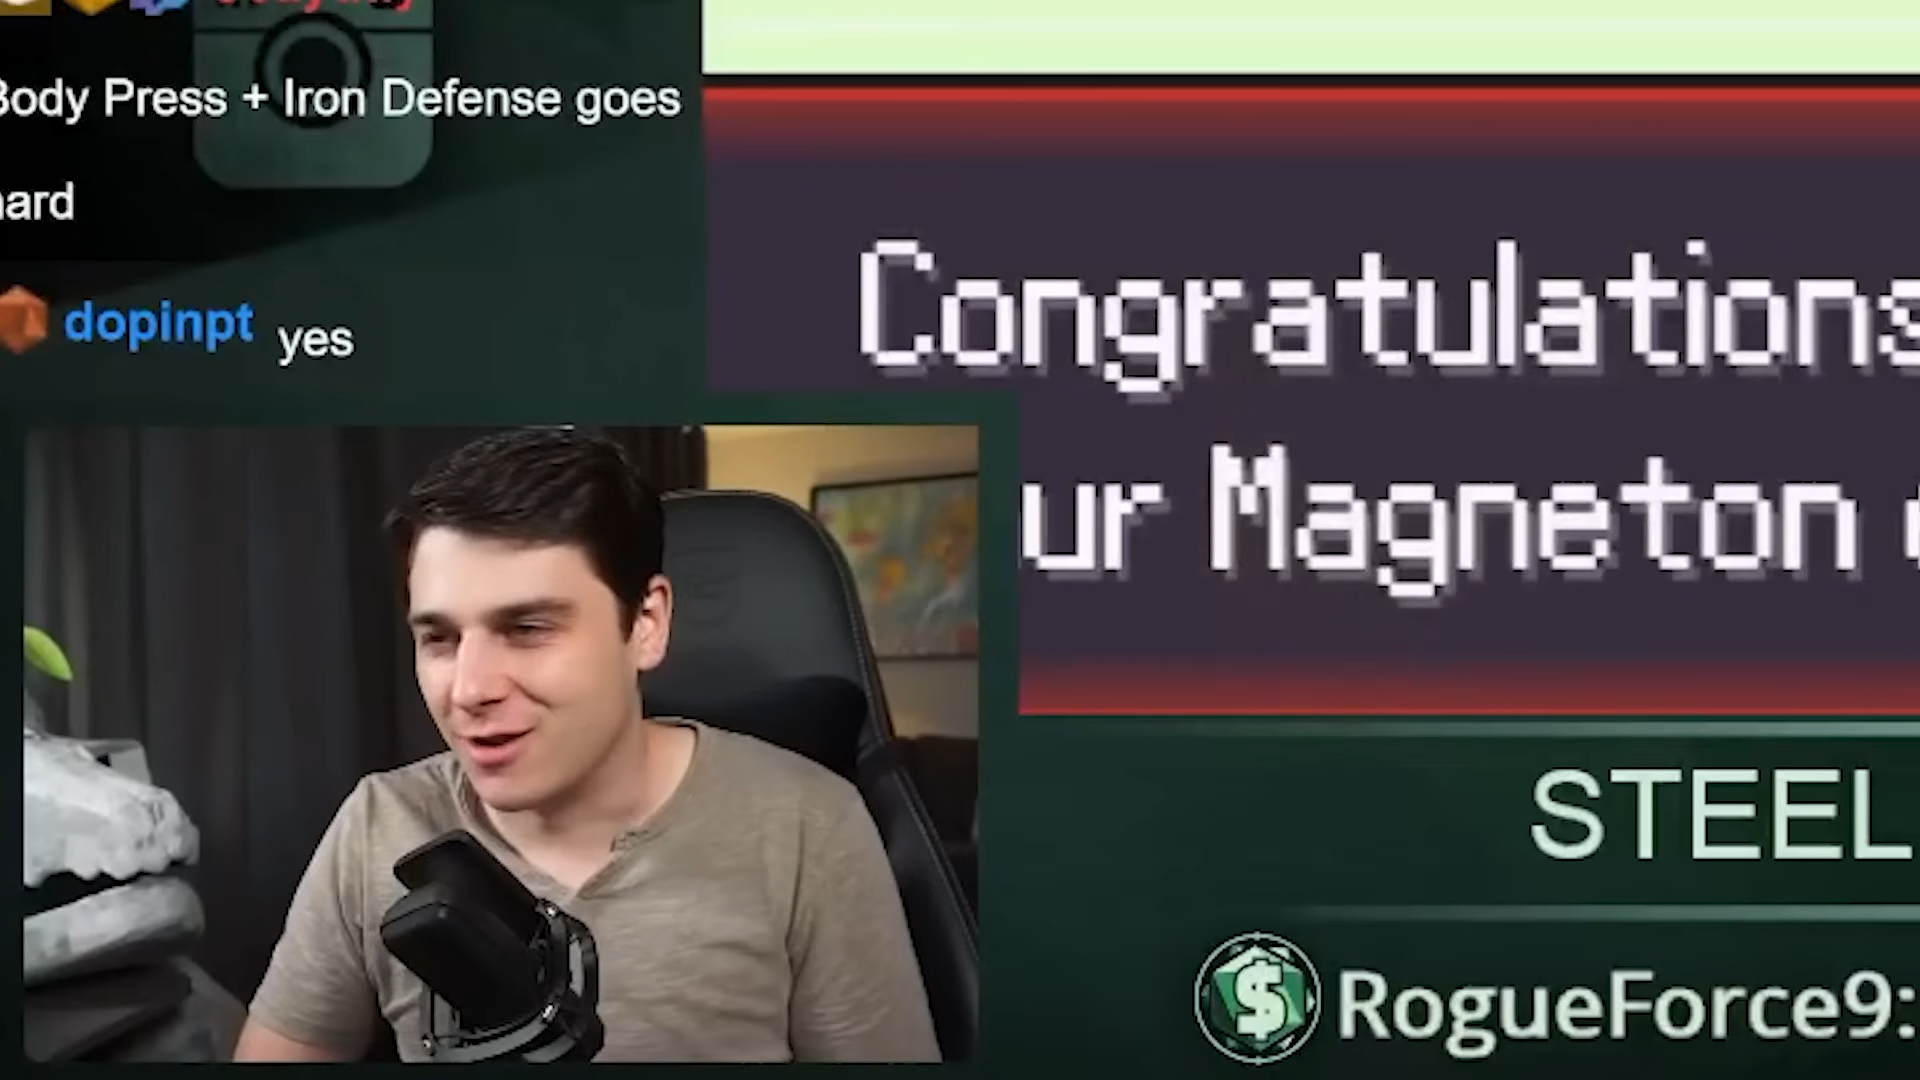 Body Press + Iron Defense goes
hard
dopinpt yes
Congratulations
ur Magneton
STEEL
RogueForce9: